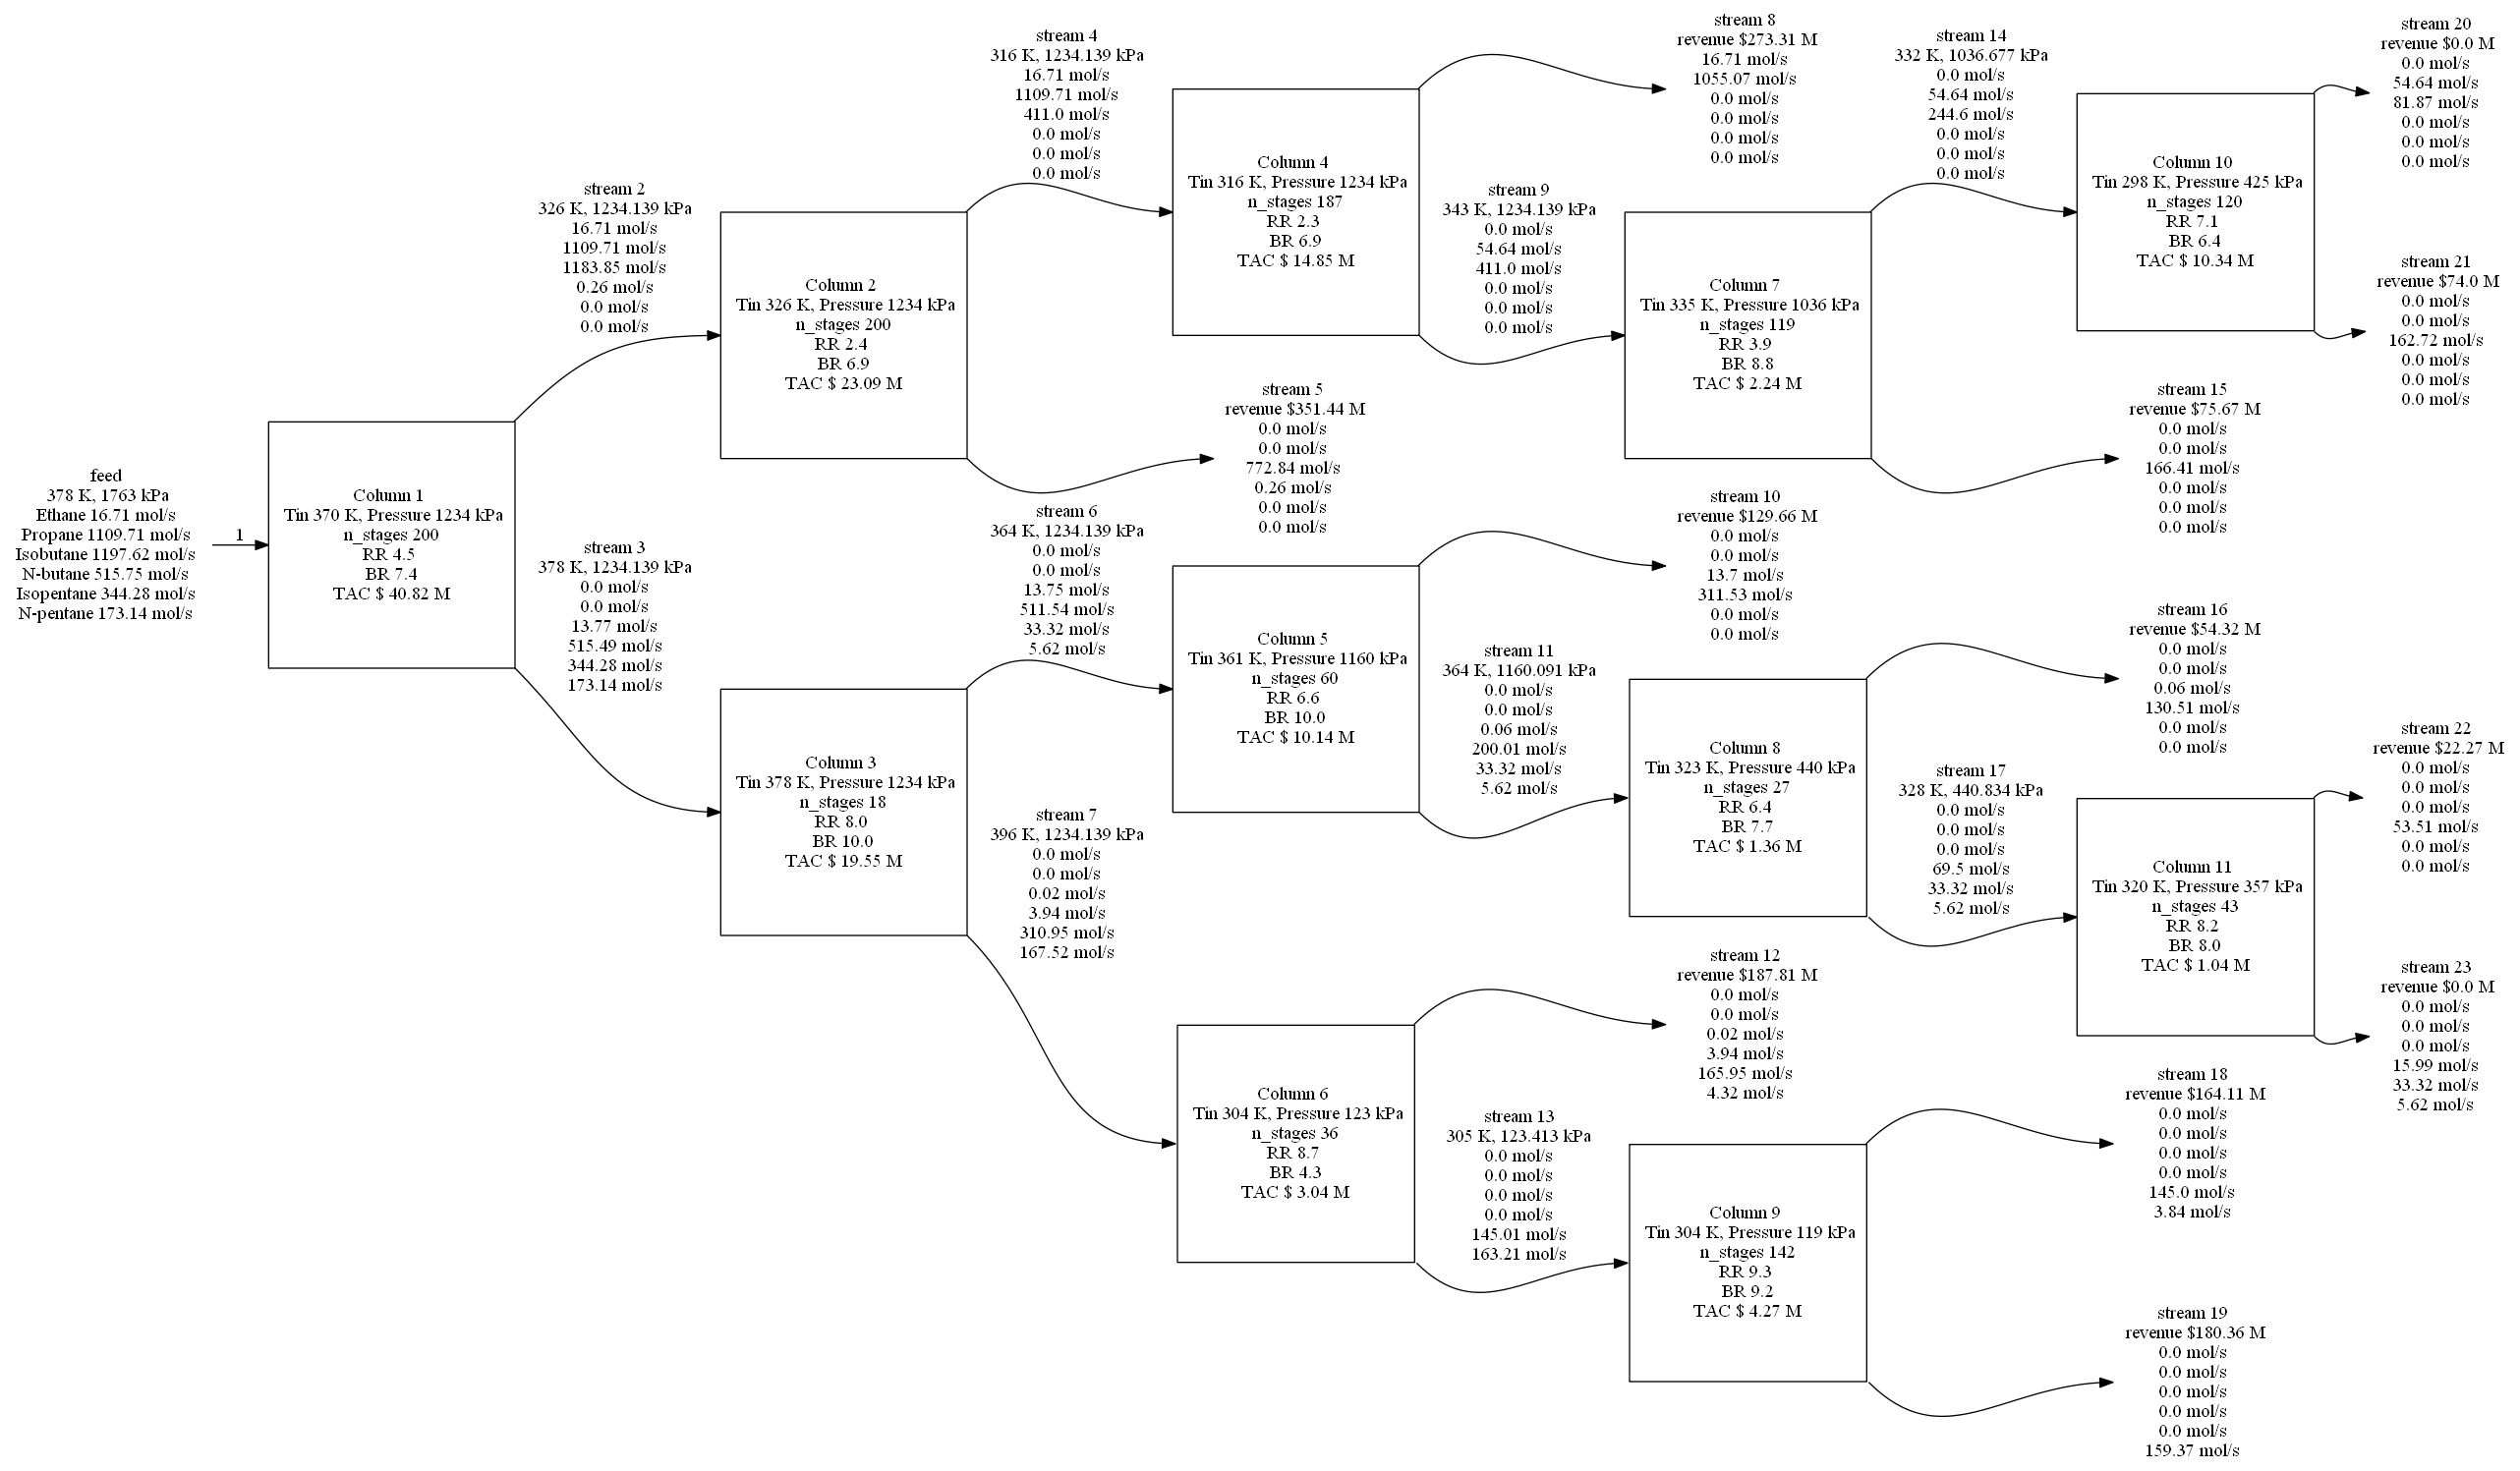 feed
378 K, 1763 kPa
Ethane 16.71 mol/s
Propane 1109.71 mol/s
Isobutane 1197.62 mol/s
N-butane 515.75 mol/s
Isopentane 344.28 mol/s
N-pentane 173.14 mol/s
1
Column 1
Tin 370 K, Pressure 1234 kPa
n_stages 200
RR 4.5
BR 7.4
TAC $ 40.82 M
stream 2
326 K, 1234.139 kPa
16.71 mol/s
1109.71 mol/s
1183.85 mol/s
0.26 mol/s
0.0 mol/s
0.0 mol/s
stream 3
378 K, 1234.139 kPa
0.0 mol/s
0.0 mol/s
13.77 mol/s
515.49 mol/s
344.28 mol/s
173.14 mol/s
Column 2
Tin 326 K, Pressure 1234 kPa
n_stages 200
RR 2.4
BR 6.9
TAC $ 23.09 M
Column 3
Tin 378 K, Pressure 1234 kPa
n_stages 18
RR 8.0
BR 10.0
TAC $ 19.55 M
stream 4
316 K, 1234.139 kPa
16.71 mol/s
1109.71 mol/s
411.0 mol/s
0.0 mol/s
0.0 mol/s
0.0 mol/s
stream 5
revenue $351.44 M
0.0 mol/s
0.0 mol/s
772.84 mol/s
0.26 mol/s
0.0 mol/s
0.0 mol/s
stream 6
364 K, 1234.139 kPa
0.0 mol/s
0.0 mol/s
13.75 mol/s
511.54 mol/s
33.32 mol/s
5.62 mol/s
stream 7
396 K, 1234.139 kPa
0.0 mol/s
0.0 mol/s
0.02 mol/s
3.94 mol/s
310.95 mol/s
167.52 mol/s
Column 4
Tin 316 K, Pressure 1234 kPa
n_stages 187
RR 2.3
BR 6.9
TAC $ 14.85 M
Column 5
Tin 361 K, Pressure 1160 kPa
n_stages 60
RR 6.6
BR 10.0
TAC $ 10.14 M
Column 6
Tin 304 K, Pressure 123 kPa
n_stages 36
RR 8.7
BR 4.3
TAC $ 3.04 M
stream 8
revenue $273.31 M
16.71 mol/s
1055.07 mol/s
0.0 mol/s
0.0 mol/s
0.0 mol/s
0.0 mol/s
stream 9
343 K, 1234.139 kPa
0.0 mol/s
54.64 mol/s
411.0 mol/s
0.0 mol/s
0.0 mol/s
0.0 mol/s
stream 10
revenue $129.66 M
0.0 mol/s
0.0 mol/s
13.7 mol/s
311.53 mol/s
0.0 mol/s
0.0 mol/s
stream 11
364 K, 1160.091 kPa
0.0 mol/s
0.0 mol/s
0.06 mol/s
200.01 mol/s
33.32 mol/s
5.62 mol/s
stream 12
revenue $187.81 M
0.0 mol/s
0.0 mol/s
0.02 mol/s
3.94 mol/s
165.95 mol/s
4.32 mol/s
stream 13
305 K, 123.413 kPa
0.0 mol/s
0.0 mol/s
0.0 mol/s
0.0 mol/s
145.01 mol/s
163.21 mol/s
Column 7
Tin 335 K, Pressure 1036 kPa
n_stages 119
RR 3.9
BR 8.8
TAC $ 2.24 M
Column 8
Tin 323 K, Pressure 440 kPa
n_stages 27
RR 6.4
BR 7.7
TAC $ 1.36 M
Column 9
Tin 304 K, Pressure 119 kPa
n_stages 142
RR 9.3
BR 9.2
TAC $ 4.27 M
stream 14
332 K, 1036.677 kPa
0.0 mol/s
54.64 mol/s
244.6 mol/s
0.0 mol/s
0.0 mol/s
0.0 mol/s
stream 15
revenue $75.67 M
0.0 mol/s
0.0 mol/s
166.41 mol/s
0.0 mol/s
0.0 mol/s
0.0 mol/s
stream 16
revenue $54.32 M
0.0 mol/s
0.0 mol/s
0.06 mol/s
130.51 mol/s
0.0 mol/s
0.0 mol/s
stream 17
328 K, 440.834 kPa
0.0 mol/s
0.0 mol/s
0.0 mol/s
69.5 mol/s
33.32 mol/s
5.62 mol/s
stream 18
revenue $164.11 M
0.0 mol/s
0.0 mol/s
0.0 mol/s
0.0 mol/s
145.0 mol/s
3.84 mol/s
stream 19
revenue $180.36 M
0.0 mol/s
0.0 mol/s
0.0 mol/s
0.0 mol/s
0.0 mol/s
159.37 mol/s
Column 10
Tin 298 K, Pressure 425 kPa
n_stages 120
RR 7.1
BR 6.4
TAC $ 10.34 M
Column 11
Tin 320 K, Pressure 357 kPa
n_stages 43
RR 8.2
BR 8.0
TAC $ 1.04 M
stream 20
revenue $0.0 M
0.0 mol/s
54.64 mol/s
81.87 mol/s
0.0 mol/s
0.0 mol/s
0.0 mol/s
stream 21
revenue $74.0 M
0.0 mol/s
0.0 mol/s
162.72 mol/s
0.0 mol/s
0.0 mol/s
0.0 mol/s
stream 22
revenue $22.27 M
0.0 mol/s
0.0 mol/s
0.0 mol/s
53.51 mol/s
0.0 mol/s
0.0 mol/s
stream 23
revenue $0.0 M
0.0 mol/s
0.0 mol/s
0.0 mol/s
15.99 mol/s
33.32 mol/s
5.62 mol/s